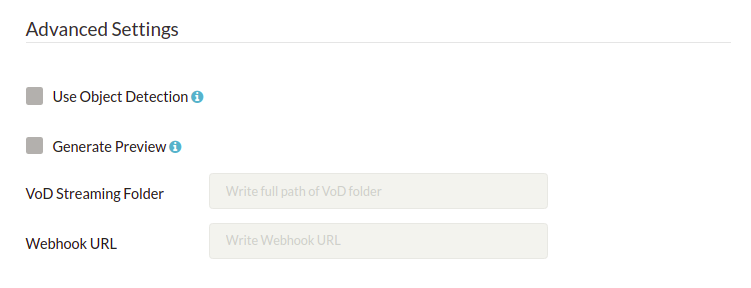 Advanced Settings
Use Object Detection
Generate Preview
VoD Streaming Folder Write full path of VoD folder
Webhook URL Write Webhook URL